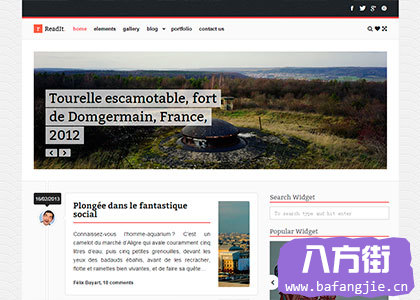 ReadIt.
home elements gallery blog portfolio contact us
Tourelle escamotable, fort
de Domgermain, France,
2012
16/02/2013
Plongée dans le fantastique
social
Connaissez-vous l'homme-aquarium ? C'est un
camelot du marché d'Aligre qui avale couramment cinq
litres d'eau, puis cinq petites grenouilles, devant les
yeux des badauds ébahis, avant de les recracher,
flotte et rainettes bien vivantes, et de faire sa quête…
Félix Bayart, 18 comments
Search Widget
To search type and hit enter
Popular Widget
八方街
www.bafangjie.cn